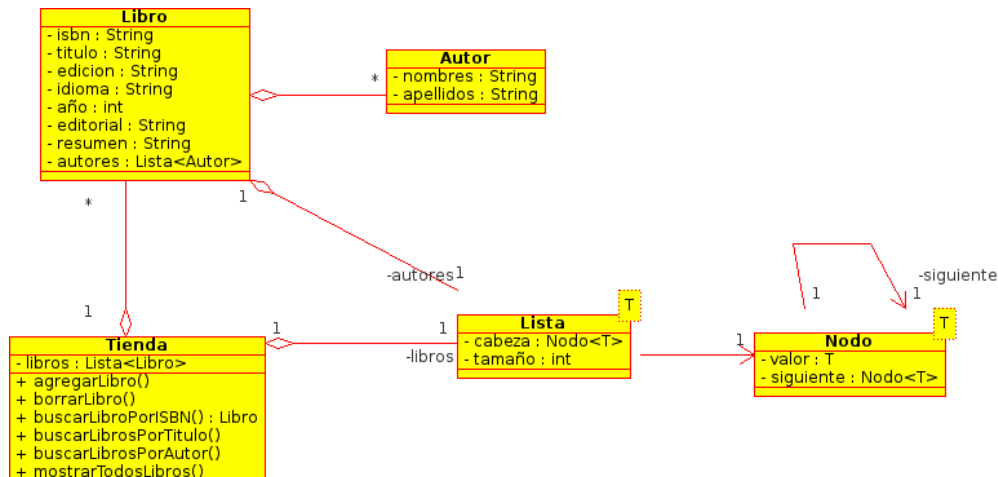 Libro
- isbn : String
- titulo : String
- edicion : String
- idioma : String
- año : int
- editorial : String
- resumen : String
- autores : Lista<Autor>
*
Autor
- nombres : String
- apellidos : String
*
1
-autores
1
1
1
-siguiente
1
T
Lista
- cabeza : Nodo<T>
- tamaño : int
1
-libros
1
1
T
Nodo
- valor : T
- siguiente : Nodo<T>
Tienda
- libros : Lista<Libro>
+ agregarLibro()
+ borrarLibro()
+ buscarLibroPorISBN() : Libro
+ buscarLibrosPorTitulo()
+ buscarLibrosPorAutor()
+ mostrarTodosLibros()